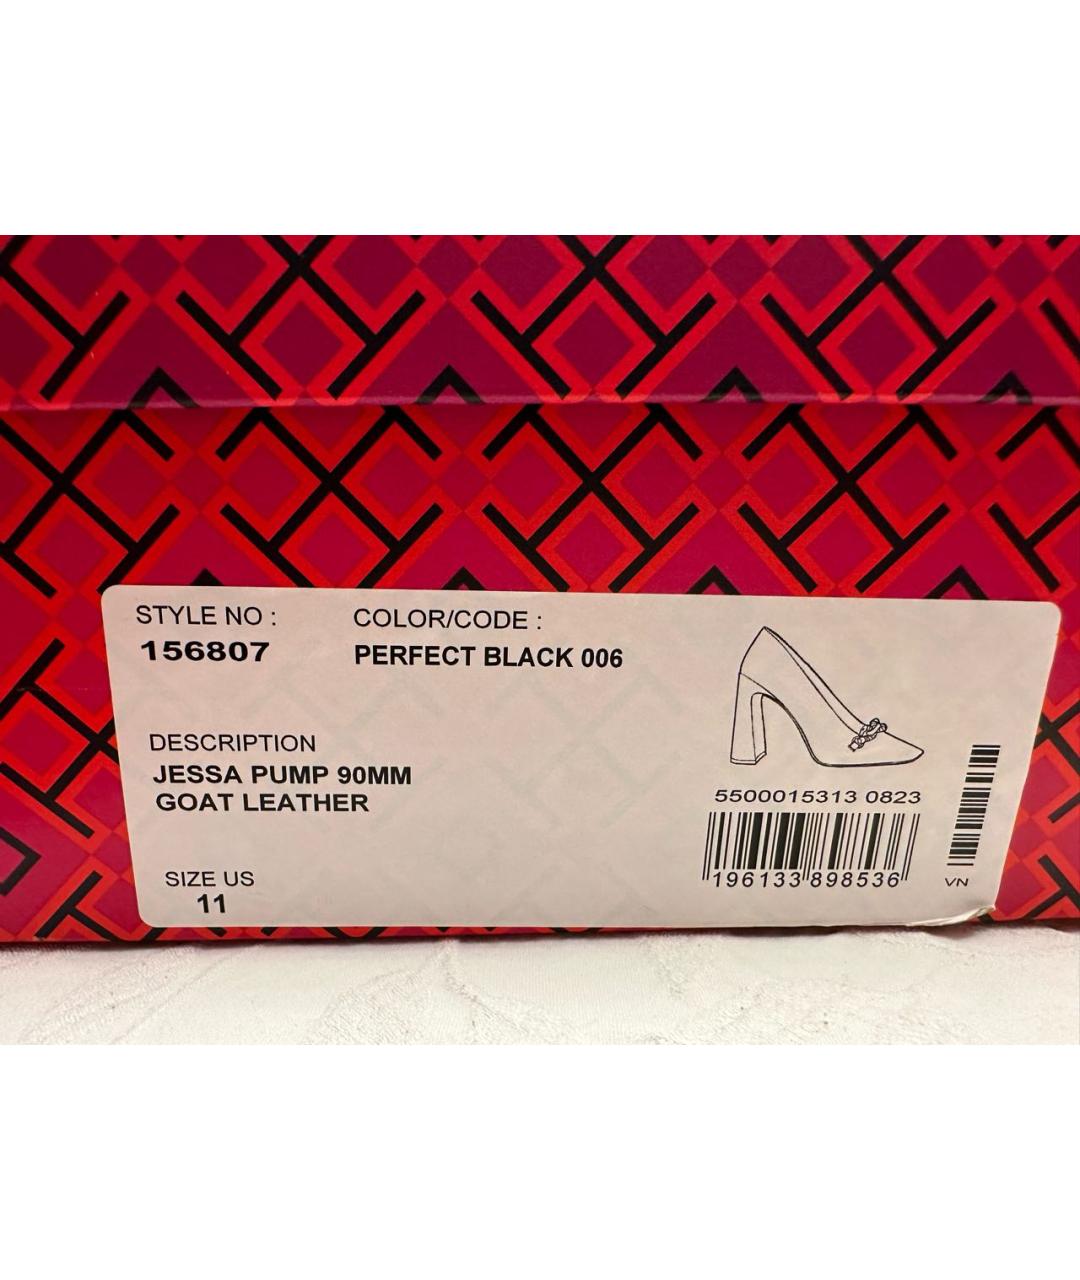 STYLE NO :
156807
COLOR/CODE :
PERFECT BLACK 006
DESCRIPTION
JESSA PUMP 90MM
GOAT LEATHER
SIZE US
11
5500015313 0823
196133 898536
VN